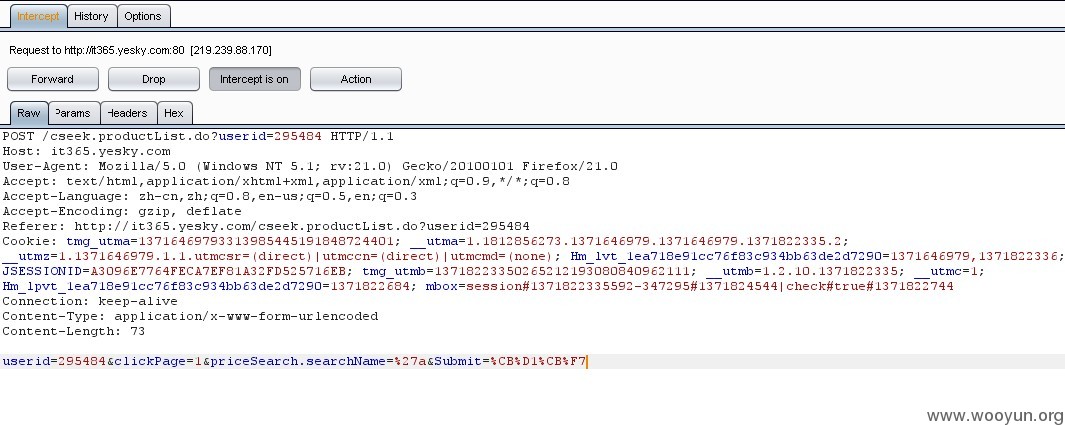 Intercept History Options
Request to http://it365.yesky.com:80 [219.239.88.170]
Forward Drop Intercept is on Action
Raw Params Headers Hex
POST /cseek.productList.do?userid=295484 HTTP/1.1
Host: it365.yesky.com
User-Agent: Mozilla/5.0 (Windows NT 5.1; rv:21.0) Gecko/20100101 Firefox/21.0
Accept: text/html,application/xhtml+xml,application/xml;q=0.9,*/*;q=0.8
Accept-Language: zh-cn,zh;q=0.8,en-us;q=0.5,en;q=0.3
Accept-Encoding: gzip, deflate
Referer: http://it365.yesky.com/cseek.productList.do?userid=295484
Cookie: tmg_utma=13716469793313985445191848724401; __utma=1.1812856273.1371646979.1371646979.1371822335.2;
__utmz=1.1371646979.1.1.utmcsr=(direct)|utmccn=(direct)|utmcmd=(none); Hm_lvt_1ea718e91cc76f83c934bb63de2d7290=1371646979,1371822336;
JSESSIONID=A3096E7764FECA7EF81A32FD525716EB; tmg_utmb=13718223350265212193080840962111; __utmb=1.2.10.1371822335; __utmc=1;
Hm_lpvt_1ea718e91cc76f83c934bb63de2d7290=1371822684; mbox=session#1371822335592-347295#1371824544|check#true#1371822744
Connection: keep-alive
Content-Type: application/x-www-form-urlencoded
Content-Length: 73
userid=295484&clickPage=1&priceSearch.searchName=%27a&Submit=%CB%D1%CB%F7
www.wooyun.org